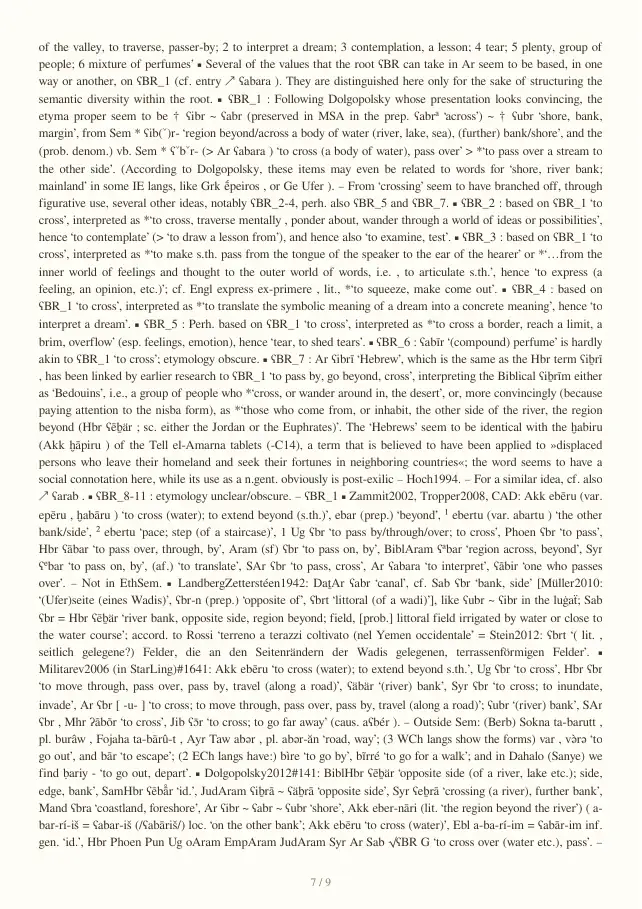 of the valley, to traverse, passer-by; 2 to interpret a dream; 3 contemplation, a lesson; 4 tear; 5 plenty, group of
people; 6 mixture of perfumes’ ▪ Several of the values that the root ʕBR can take in Ar seem to be based, in one
way or another, on ʕBR_1 (cf. entry ↗ ʕabara ). They are distinguished here only for the sake of structuring the
semantic diversity within the root. ▪ ʕBR_1 : Following Dolgopolsky whose presentation looks convincing, the
etyma proper seem to be † ʕibr ~ ʕabr (preserved in MSA in the prep. ʕabrᵃ ‘across’) ~ † ʕubr ‘shore, bank,
margin’, from Sem * ʕib(˘)r- ‘region beyond/across a body of water (river, lake, sea), (further) bank/shore’, and the
(prob. denom.) vb. Sem * ʕ˘b˘r- (> Ar ʕabara ) ‘to cross (a body of water), pass over’ > *‘to pass over a stream to
the other side’. (According to Dolgopolsky, these items may even be related to words for ‘shore, river bank;
mainland’ in some IE langs, like Grk ḗpeiros , or Ge Ufer ). – From ‘crossing’ seem to have branched off, through
figurative use, several other ideas, notably ʕBR_2-4, perh. also ʕBR_5 and ʕBR_7. ▪ ʕBR_2 : based on ʕBR_1 ‘to
cross’, interpreted as *‘to cross, traverse mentally , ponder about, wander through a world of ideas or possibilities’,
hence ‘to contemplate’ (> ‘to draw a lesson from’), and hence also ‘to examine, test’. ▪ ʕBR_3 : based on ʕBR_1 ‘to
cross’, interpreted as *‘to make s.th. pass from the tongue of the speaker to the ear of the hearer’ or *‘…from the
inner world of feelings and thought to the outer world of words, i.e. , to articulate s.th.’, hence ‘to express (a
feeling, an opinion, etc.)’; cf. Engl express ex-primere , lit., *‘to squeeze, make come out’. ▪ ʕBR_4 : based on
ʕBR_1 ‘to cross’, interpreted as *‘to translate the symbolic meaning of a dream into a concrete meaning’, hence ‘to
interpret a dream’. ▪ ʕBR_5 : Perh. based on ʕBR_1 ‘to cross’, interpreted as *‘to cross a border, reach a limit, a
brim, overflow’ (esp. feelings, emotion), hence ‘tear, to shed tears’. ▪ ʕBR_6 : ʕabīr ‘(compound) perfume’ is hardly
akin to ʕBR_1 ‘to cross’; etymology obscure. ▪ ʕBR_7 : Ar ʕibrī ‘Hebrew’, which is the same as the Hbr term ʕiḇrī
, has been linked by earlier research to ʕBR_1 ‘to pass by, go beyond, cross’, interpreting the Biblical ʕiḇrīm either
as ‘Bedouins’, i.e., a group of people who *‘cross, or wander around in, the desert’, or, more convincingly (because
paying attention to the nisba form), as *‘those who come from, or inhabit, the other side of the river, the region
beyond (Hbr ʕēḇär ; sc. either the Jordan or the Euphrates)’. The ‘Hebrews’ seem to be identical with the ḫabiru
(Akk ḫāpiru ) of the Tell el-Amarna tablets (-C14), a term that is believed to have been applied to »displaced
persons who leave their homeland and seek their fortunes in neighboring countries«; the word seems to have a
social connotation here, while its use as a n.gent. obviously is post-exilic – Hoch1994. – For a similar idea, cf. also
↗ ʕarab . ▪ ʕBR_8-11 : etymology unclear/obscure. – ʕBR_1 ▪ Zammit2002, Tropper2008, CAD: Akk ebēru (var.
epēru , ḫabāru ) ‘to cross (water); to extend beyond (s.th.)’, ebar (prep.) ‘beyond’, ¹ ebertu (var. abartu ) ‘the other
bank/side’, ² ebertu ‘pace; step (of a staircase)’, 1 Ug ʕbr ‘to pass by/through/over; to cross’, Phoen ʕbr ‘to pass’,
Hbr ʕābar ‘to pass over, through, by’, Aram (sf) ʕbr ‘to pass on, by’, BiblAram ʕᵃbar ‘region across, beyond’, Syr
ʕᵉbar ‘to pass on, by’, (af.) ‘to translate’, SAr ʕbr ‘to pass, cross’, Ar ʕabara ‘to interpret’, ʕābir ‘one who passes
over’. – Not in EthSem. ▪ LandbergZetterstéen1942: DaṯAr ʕabr ‘canal’, cf. Sab ʕbr ‘bank, side’ [Müller2010:
‘(Ufer)seite (eines Wadis)’, ʕbr-n (prep.) ‘opposite of’, ʕbrt ‘littoral (of a wadi)’], like ʕubr ~ ʕibr in the luġaẗ; Sab
ʕbr = Hbr ʕēḇär ‘river bank, opposite side, region beyond; field, [prob.] littoral field irrigated by water or close to
the water course’; accord. to Rossi ‘terreno a terazzi coltivato (nel Yemen occidentale’ = Stein2012: ʕbrt ‘( lit. ,
seitlich gelegene?) Felder, die an den Seitenrändern der Wadis gelegenen, terrassenförmigen Felder’. ▪
Militarev2006 (in StarLing)#1641: Akk ebēru ‘to cross (water); to extend beyond s.th.’, Ug ʕbr ‘to cross’, Hbr ʕbr
‘to move through, pass over, pass by, travel (along a road)’, ʕäbär ‘(river) bank’, Syr ʕbr ‘to cross; to inundate,
invade’, Ar ʕbr [ -u- ] ‘to cross; to move through, pass over, pass by, travel (along a road)’; ʕubr ‘(river) bank’, SAr
ʕbr , Mhr ʔābōr ‘to cross’, Jib ʕōr ‘to cross; to go away’ (caus. aʕbér ). – Outside Sem: (Berb) Sokna ta-barutt ,
pl. burâw , Fojaha ta-bārû-t , Ayr Taw abər , pl. abər-ăn ‘road, way’; (3 WCh langs show the forms) var , vərə ‘to
go out’, and bār ‘to escape’; (2 ECh langs have:) bìre ‘to go by’, bīrré ‘to go for a walk’; and in Dahalo (Sanye) we
find ḅariy - ‘to go out, depart’. ▪ Dolgopolsky2012#141: BiblHbr ʕēḇär ‘opposite side (of a river, lake etc.); side,
edge, bank’, SamHbr ʕēbår ‘id.’, JudAram ʕiḇrā ~ ʕäḇrā ‘opposite side’, Syr ʕeḇrā ‘crossing (a river), further bank’,
Mand ʕbra ‘coastland, foreshore’, Ar ʕibr ~ ʕabr ~ ʕubr ‘shore’, Akk eber-nāri (lit. ‘the region beyond the river’) ( a-
bar-rí-iš = ʕabar-iš (/ʕabāriš/) loc. ‘on the other bank’; Akk ebēru ‘to cross (water)’, Ebl a-ba-rí-im = ʕabār-im inf.
gen. ‘id.’, Hbr Phoen Pun Ug oAram EmpAram JudAram Syr Ar Sab √ʕBR G ‘to cross over (water etc.), pass’. –
7 / 9